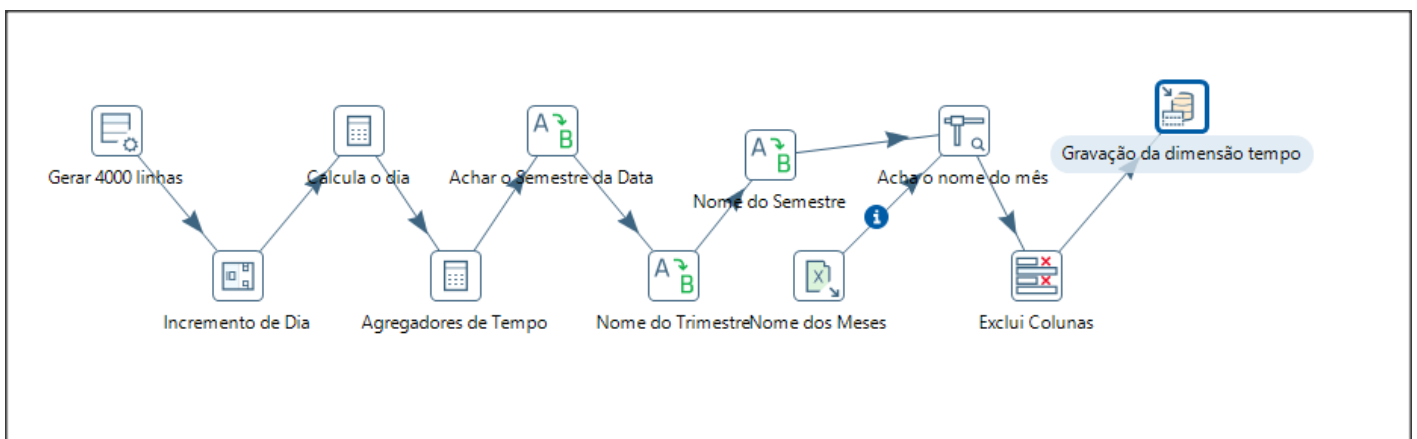 Gerar 4000 linhas
Incremento de Dia
Calcula o dia
Agregadores de Tempo
A
B
Achar o Semestre da Data
A
B
Nome do Trimestre
A
B
Nome do Semestre
X
Nome dos Meses
i
Acha o nome do mês
Exclui Colunas
Gravação da dimensão tempo